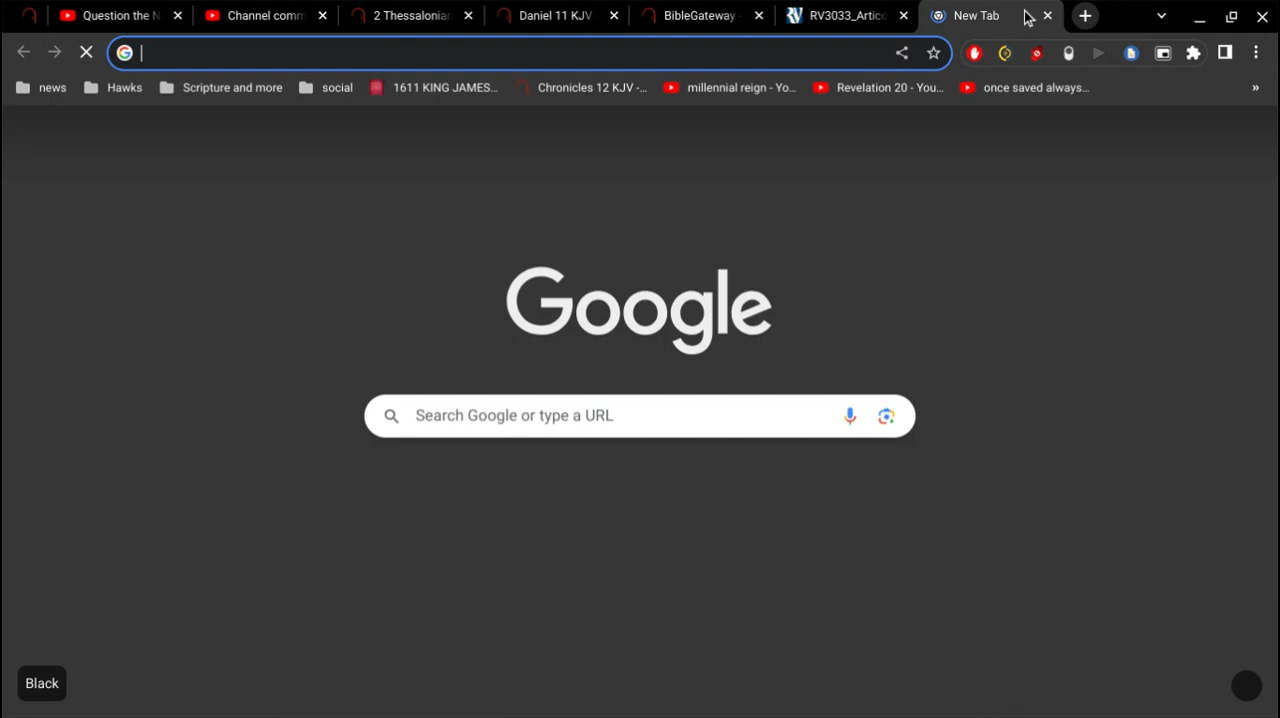 Question the N
Channel comm
2 Thessalonian
Daniel 11 KJV
BibleGateway -
RV3033_Artico
New Tab
news
Hawks
Scripture and more
social
1611 KING JAMES...
Chronicles 12 KJV -...
millennial reign - Yo...
Revelation 20 - You...
once saved always...
»
Google
Search Google or type a URL
Black